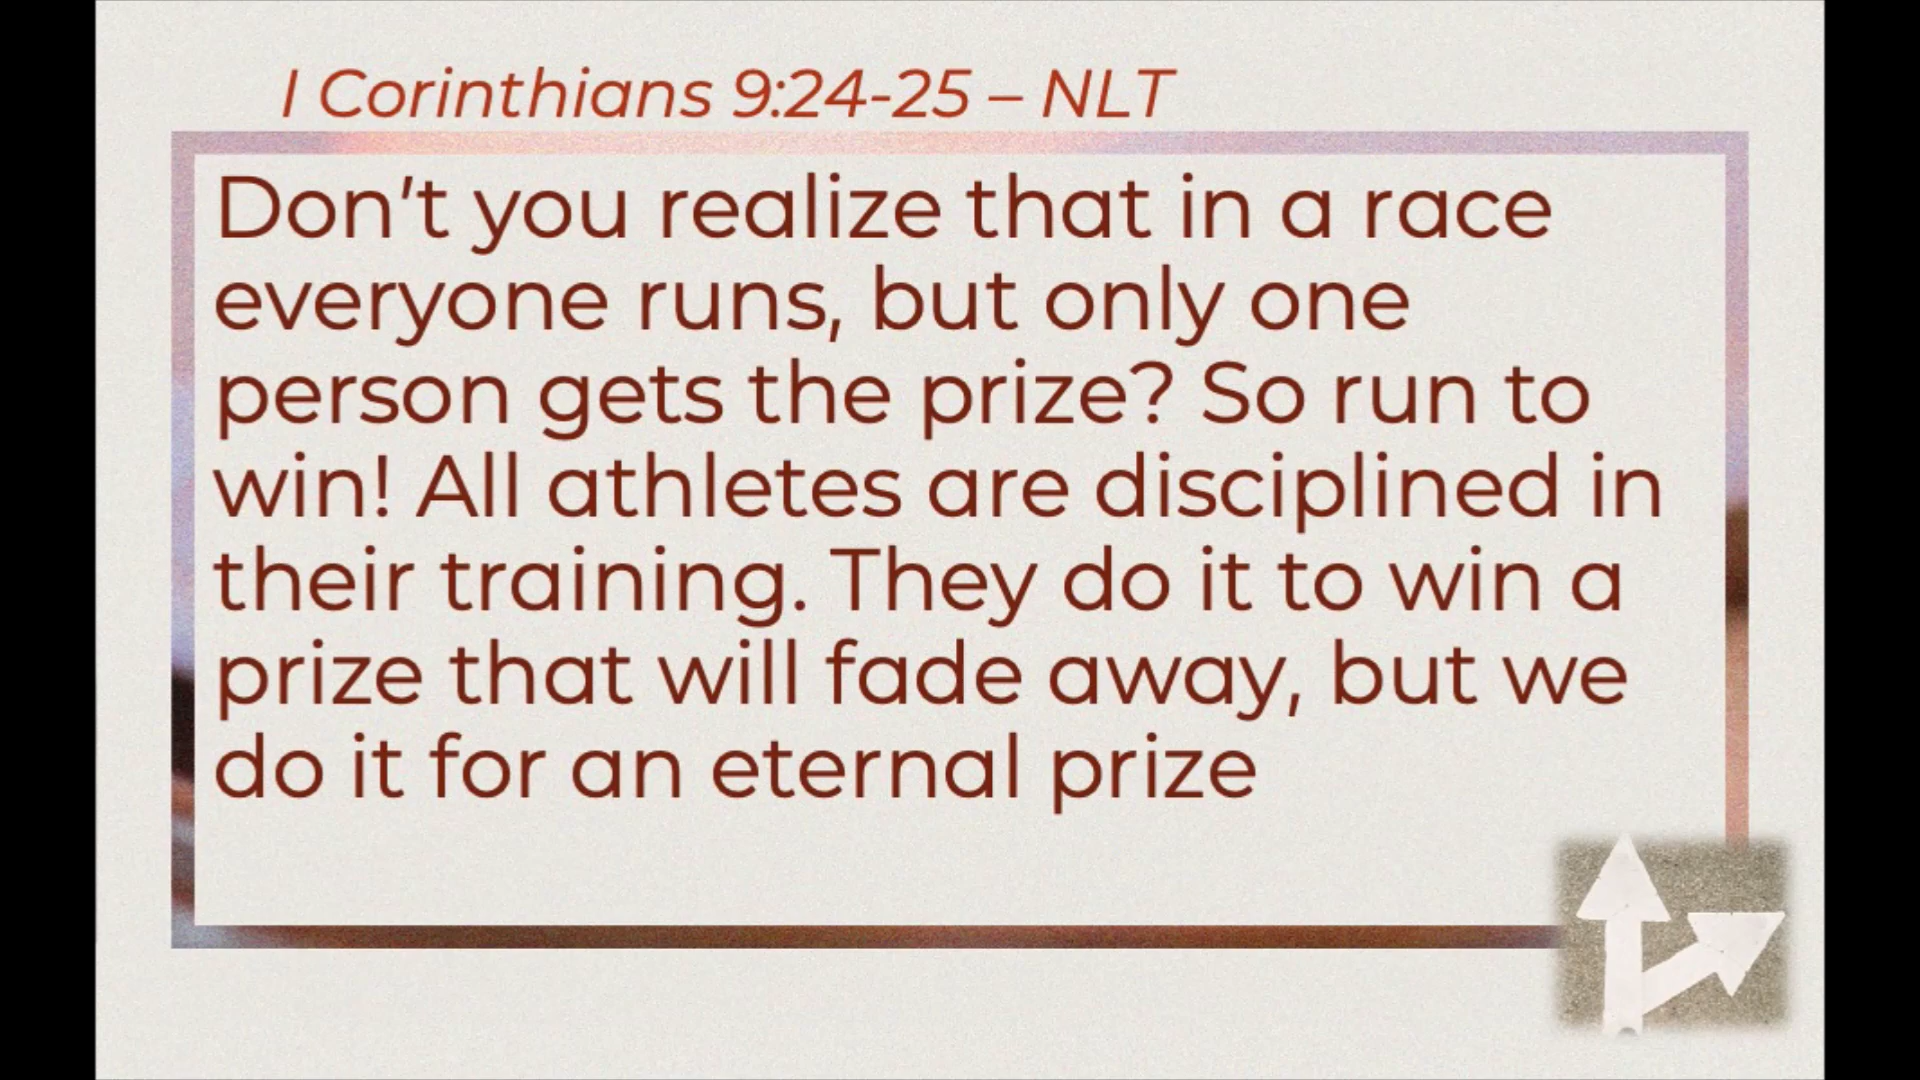 I Corinthians 9:24-25 – NLT
Don’t you realize that in a race
everyone runs, but only one
person gets the prize? So run to
win! All athletes are disciplined in
their training. They do it to win a
prize that will fade away, but we
do it for an eternal prize